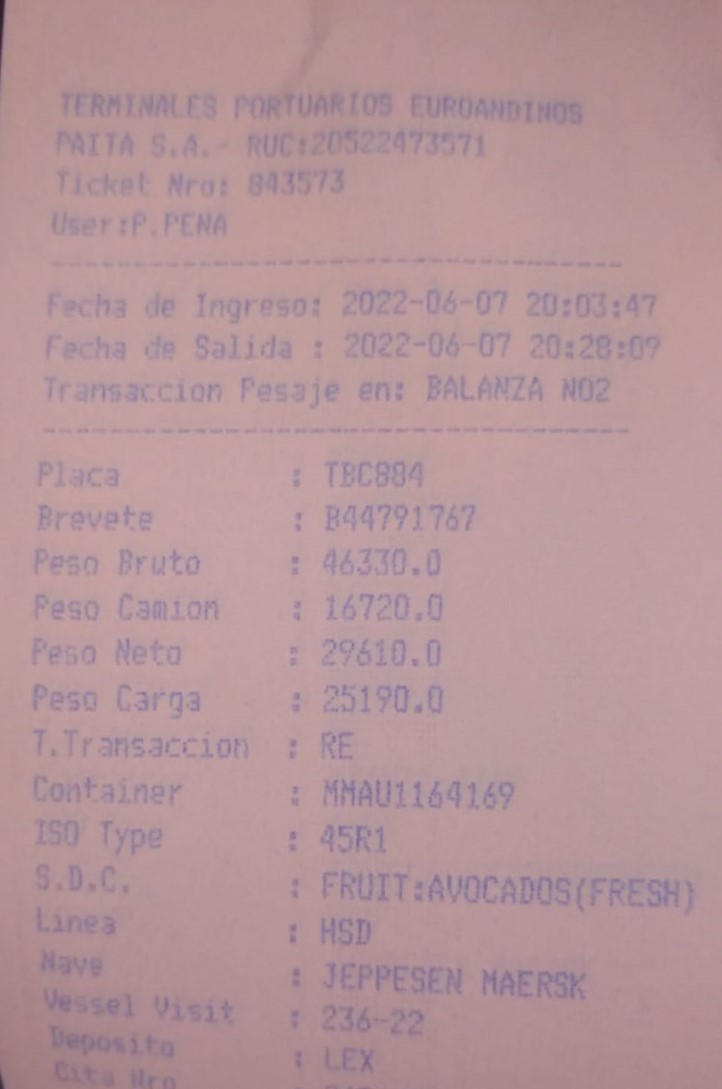 TERMINALES PORTUARIOS EUROANDINOS
PAITA S.A.- RUC:20522473571
Ticket Nro: 843573
User:P.PENA
------------------------------------
Fecha de Ingreso: 2022-06-07 20:03:47
Fecha de Salida : 2022-06-07 20:28:09
Transaccion Pesaje en: BALANZA N02
------------------------------------
Placa : TBC884
Brevete : B44791767
Peso Bruto : 46330.0
Peso Camion : 16720.0
Peso Neto : 29610.0
Peso Carga : 25190.0
T.Transaccion : RE
Container : MMAU1164169
ISO Type : 45R1
S.D.C. : FRUIT:AVOCADOS(FRESH)
Linea : HSD
Nave : JEPPESEN MAERSK
Vessel Visit : 236-22
Deposito : LEX
Cita Nro :